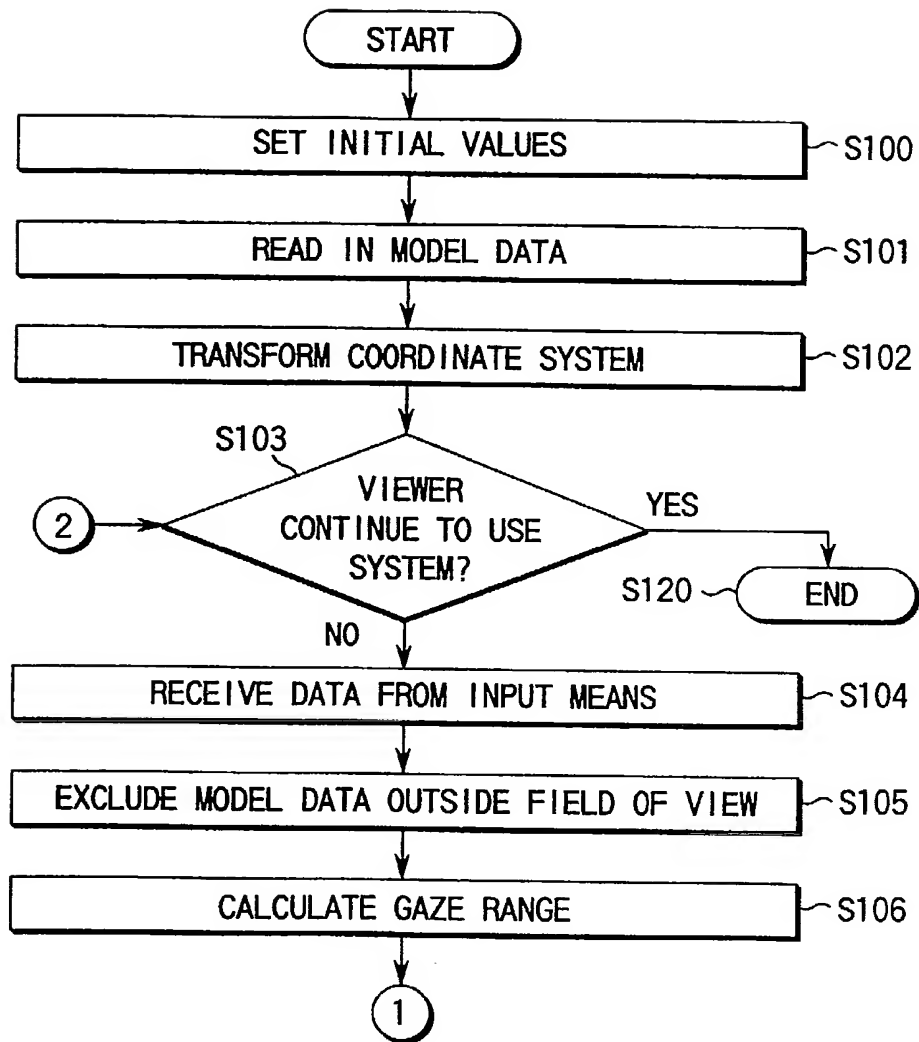 START
SET INITIAL VALUES
S100
READ IN MODEL DATA
S101
TRANSFORM COORDINATE SYSTEM
S102
S103
VIEWER
CONTINUE TO USE
SYSTEM?
2
YES
S120
END
NO
RECEIVE DATA FROM INPUT MEANS
S104
EXCLUDE MODEL DATA OUTSIDE FIELD OF VIEW
S105
CALCULATE GAZE RANGE
S106
1